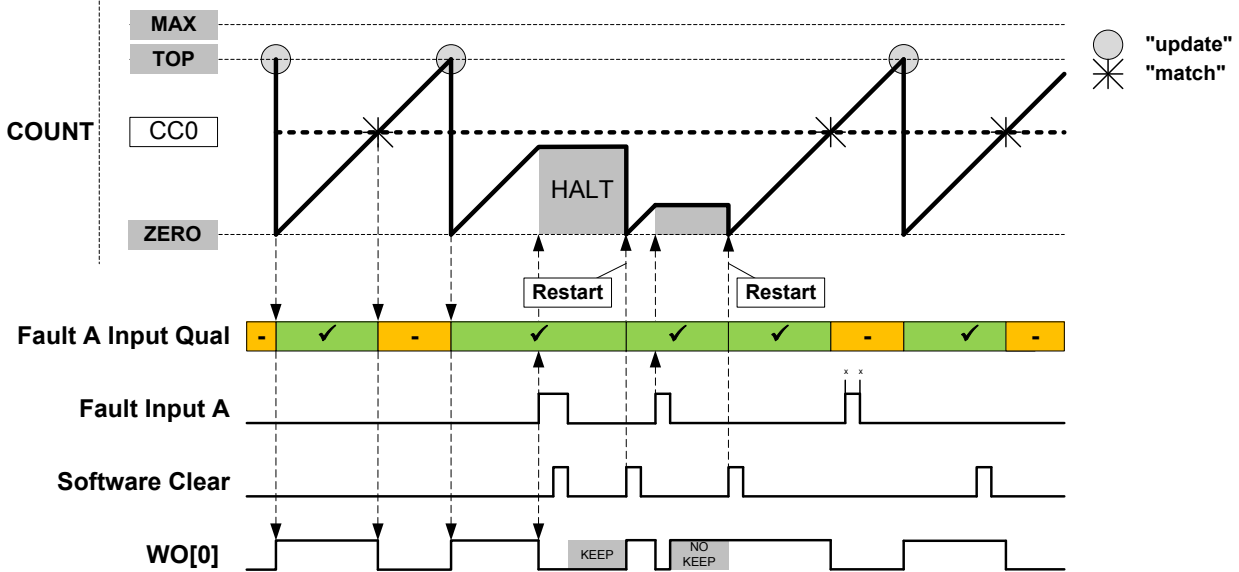 MAX
TOP
"update"
"match"
COUNT
CC0
HALT
ZERO
Restart
Restart
Fault A Input Qual
- ✓ - ✓ ✓ ✓ - ✓ -
x x
Fault Input A
Software Clear
WO[0]
KEEP
NO
KEEP